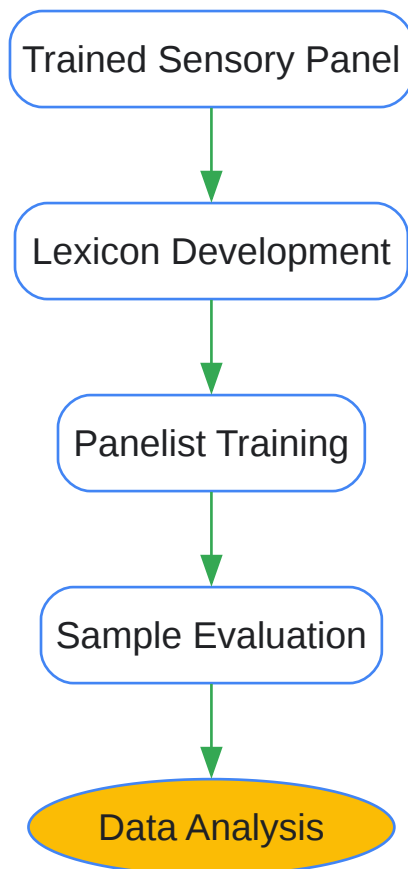 Trained Sensory Panel
Lexicon Development
Panelist Training
Sample Evaluation
Data Analysis